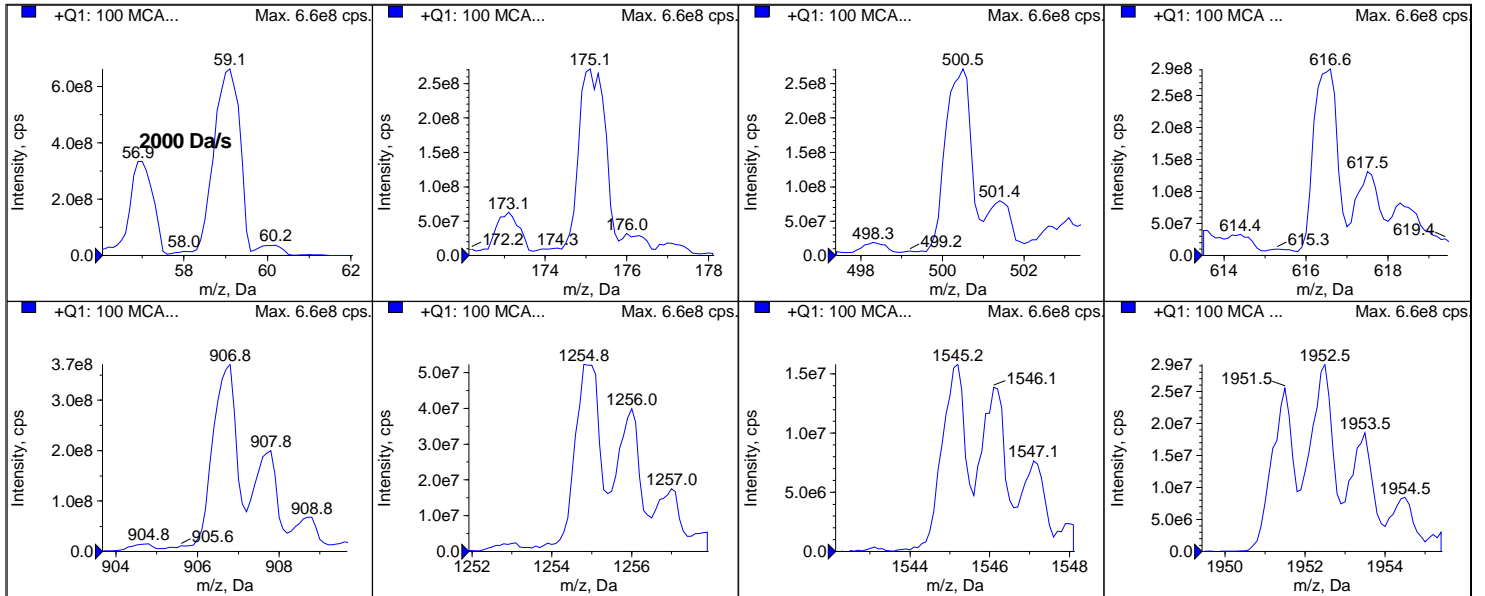 +Q1: 100 MCA... Max. 6.6e8 cps.
59.1
6.0e8
2000 Da/s
4.0e8
56.9
2.0e8
58.0
60.2
0.0
58 60 62
m/z, Da
Intensity, cps
+Q1: 100 MCA... Max. 6.6e8 cps.
175.1
2.5e8
2.0e8
1.5e8
1.0e8
173.1
5.0e7
172.2
174.3
176.0
0.0
174 176 178
m/z, Da
Intensity, cps
+Q1: 100 MCA... Max. 6.6e8 cps.
500.5
2.5e8
2.0e8
1.5e8
1.0e8
501.4
5.0e7
498.3
499.2
0.0
498 500 502
m/z, Da
Intensity, cps
+Q1: 100 MCA ... Max. 6.6e8 cps.
616.6
2.9e8
2.5e8
2.0e8
1.5e8
617.5
1.0e8
5.0e7
614.4
615.3
619.4
0.0
614 616 618
m/z, Da
Intensity, cps
+Q1: 100 MCA... Max. 6.6e8 cps.
906.8
3.7e8
3.0e8
2.0e8
907.8
1.0e8
908.8
904.8
905.6
0.0
904 906 908
m/z, Da
Intensity, cps
+Q1: 100 MCA... Max. 6.6e8 cps.
1254.8
5.0e7
4.0e7
1256.0
3.0e7
2.0e7
1257.0
1.0e7
0.0
1252 1254 1256
m/z, Da
Intensity, cps
+Q1: 100 MCA... Max. 6.6e8 cps.
1545.2
1.5e7
1546.1
1.0e7
1547.1
5.0e6
0.0
1544 1546 1548
m/z, Da
Intensity, cps
+Q1: 100 MCA ... Max. 6.6e8 cps.
1952.5
2.9e7
1951.5
2.5e7
2.0e7
1953.5
1.5e7
1.0e7
1954.5
5.0e6
0.0
1950 1952 1954
m/z, Da
Intensity, cps